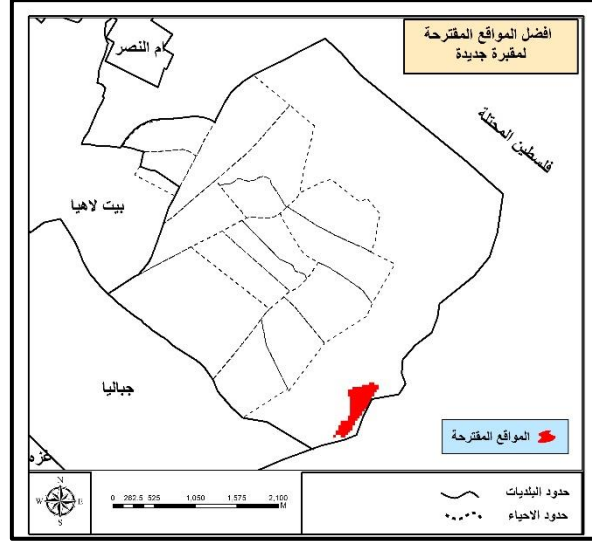 افضل المواقع المقترحة
لمقبرة جديدة
ام النصر
فلسطين المحتلة
بيت لاهيا
جباليا
غزه
المواقع المقترحة
N
W E
S
0 262.5 525 1,050 1,575 2,100
M
حدود البلديات
حدود الاحياء